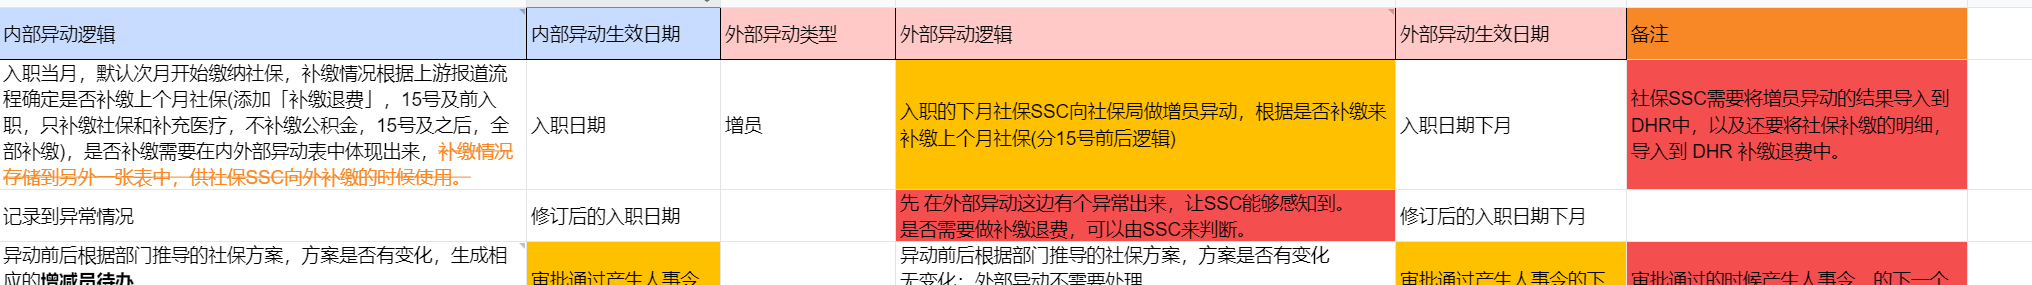 内部异动逻辑
内部异动生效日期
外部异动类型
外部异动逻辑
外部异动生效日期
备注
入职当月，默认次月开始缴纳社保，补缴情况根据上游报道流
程确定是否补缴上个月社保(添加「补缴退费」，15号及前入
职，只补缴社保和补充医疗，不补缴公积金，15号及之后，全
部补缴)，是否补缴需要在内外部异动表中体现出来，补缴情况
存储到另外一张表中，供社保SSC向外补缴的时候使用。
入职日期
增员
入职的下月社保SSC向社保局做增员异动，根据是否补缴来
补缴上个月社保(分15号前后逻辑)
入职日期下月
社保SSC需要将增员异动的结果导入到
DHR中，以及还要将社保补缴的明细，
导入到 DHR 补缴退费中。
记录到异常情况
修订后的入职日期
先 在外部异动这边有个异常出来，让SSC能够感知到。
是否需要做补缴退费，可以由SSC来判断。
修订后的入职日期下月
异动前后根据部门推导的社保方案，方案是否有变化，生成相
应的增减员待办
审批通过产生人事令
异动前后根据部门推导的社保方案，方案是否有变化
无变化：外部异动不需要处理
审批通过产生人事令的下
审批通过的时候产生人事令，的下一个